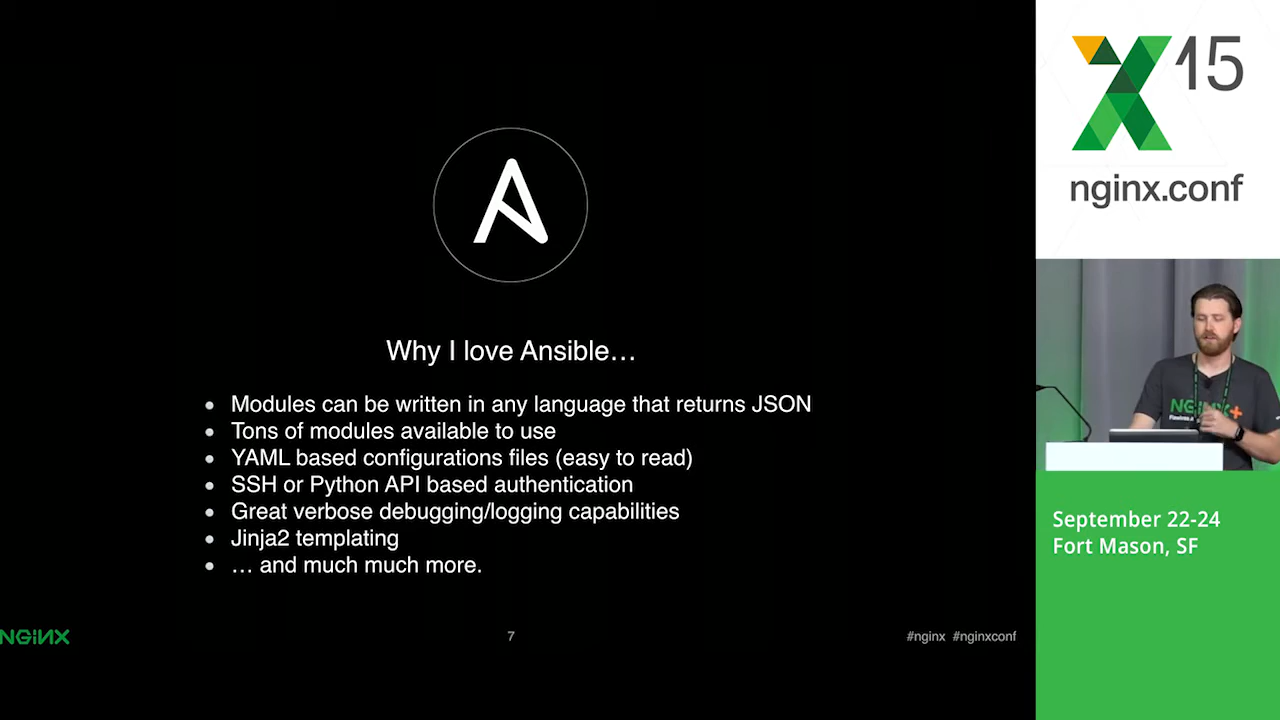 Why I love Ansible…
• Modules can be written in any language that returns JSON
• Tons of modules available to use
• YAML based configurations files (easy to read)
• SSH or Python API based authentication
• Great verbose debugging/logging capabilities
• Jinja2 templating
• … and much much more.
NGINX
7
#nginx #nginxconf
X15
nginx.conf
NGINX+
September 22-24
Fort Mason, SF